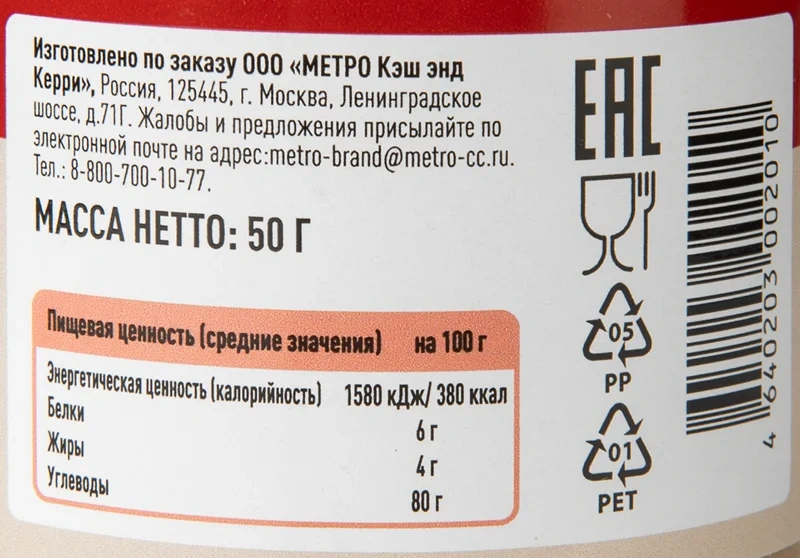 Изготовлено по заказу ООО «МЕТРО Кэш энд
Керри», Россия, 125445, г. Москва, Ленинградское
шоссе, д.71Г. Жалобы и предложения присылайте по
электронной почте на адрес:metro-brand@metro-cc.ru.
Тел.: 8-800-700-10-77.
МАССА НЕТТО: 50 Г
Пищевая ценность (средние значения) на 100 г
Энергетическая ценность (калорийность) 1580 кДж/ 380 ккал
Белки 6 г
Жиры 4 г
Углеводы 80 г
EAC
05
PP
01
PET
4 640203 002010